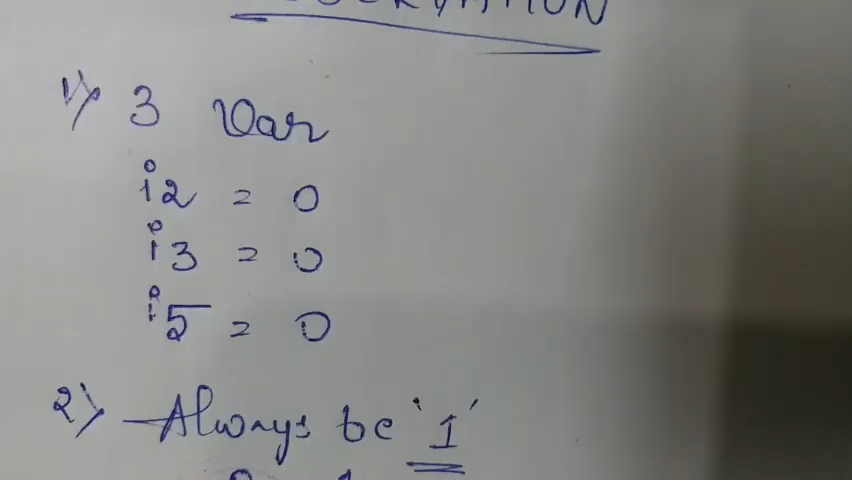 1) 3 Var
i2 = 0
i3 = 0
i5 = 0
2) Always be '1'